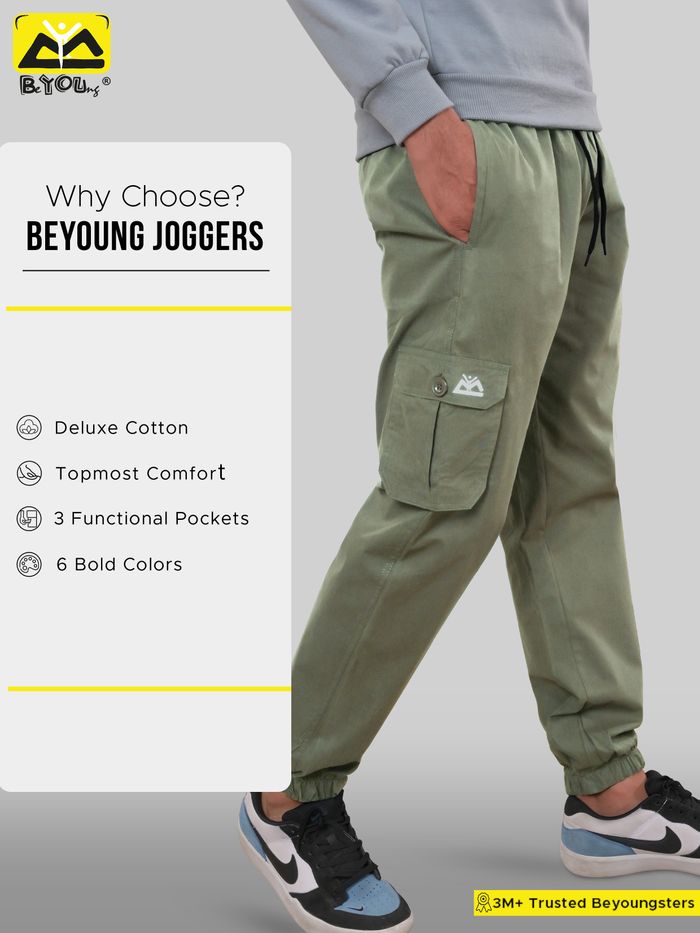 BeYOUng®
Why Choose?
BEYOUNG JOGGERS
Deluxe Cotton
Topmost Comfort
3 Functional Pockets
6 Bold Colors
3M+ Trusted Beyoungsters